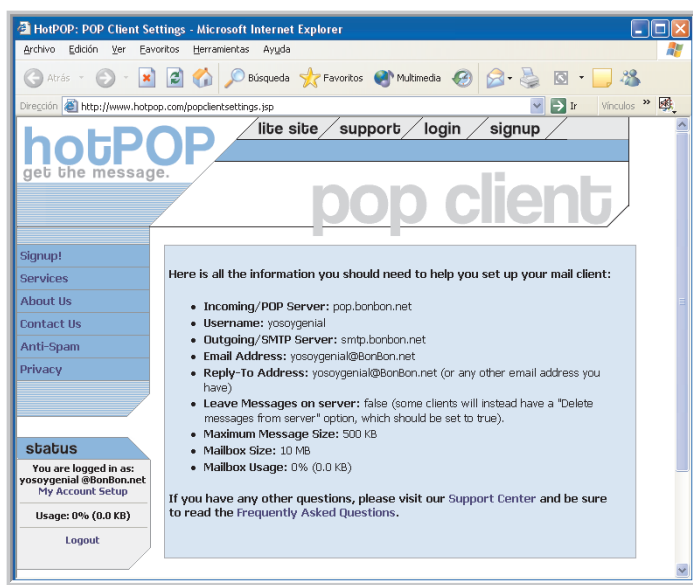 HotPOP: POP Client Settings - Microsoft Internet Explorer
Archivo Edición Ver Favoritos Herramientas Ayuda
Atrás Búsqueda Favoritos Multimedia
Dirección http://www.hotpop.com/popclientsettings.jsp Ir Vínculos »
lite site support login signup
hotPOP
get the message.
pop client
Signup!
Services
About Us
Contact Us
Anti-Spam
Privacy
status
You are logged in as:
yosoygenial @BonBon.net
My Account Setup
Usage: 0% (0.0 KB)
Logout
Here is all the information you should need to help you set up your mail client:
• Incoming/POP Server: pop.bonbon.net
• Username: yosoygenial
• Outgoing/SMTP Server: smtp.bonbon.net
• Email Address: yosoygenial@BonBon.net
• Reply-To Address: yosoygenial@BonBon.net (or any other email address you
have)
• Leave Messages on server: false (some clients will instead have a "Delete
messages from server" option, which should be set to true).
• Maximum Message Size: 500 KB
• Mailbox Size: 10 MB
• Mailbox Usage: 0% (0.0 KB)
If you have any other questions, please visit our Support Center and be sure
to read the Frequently Asked Questions.